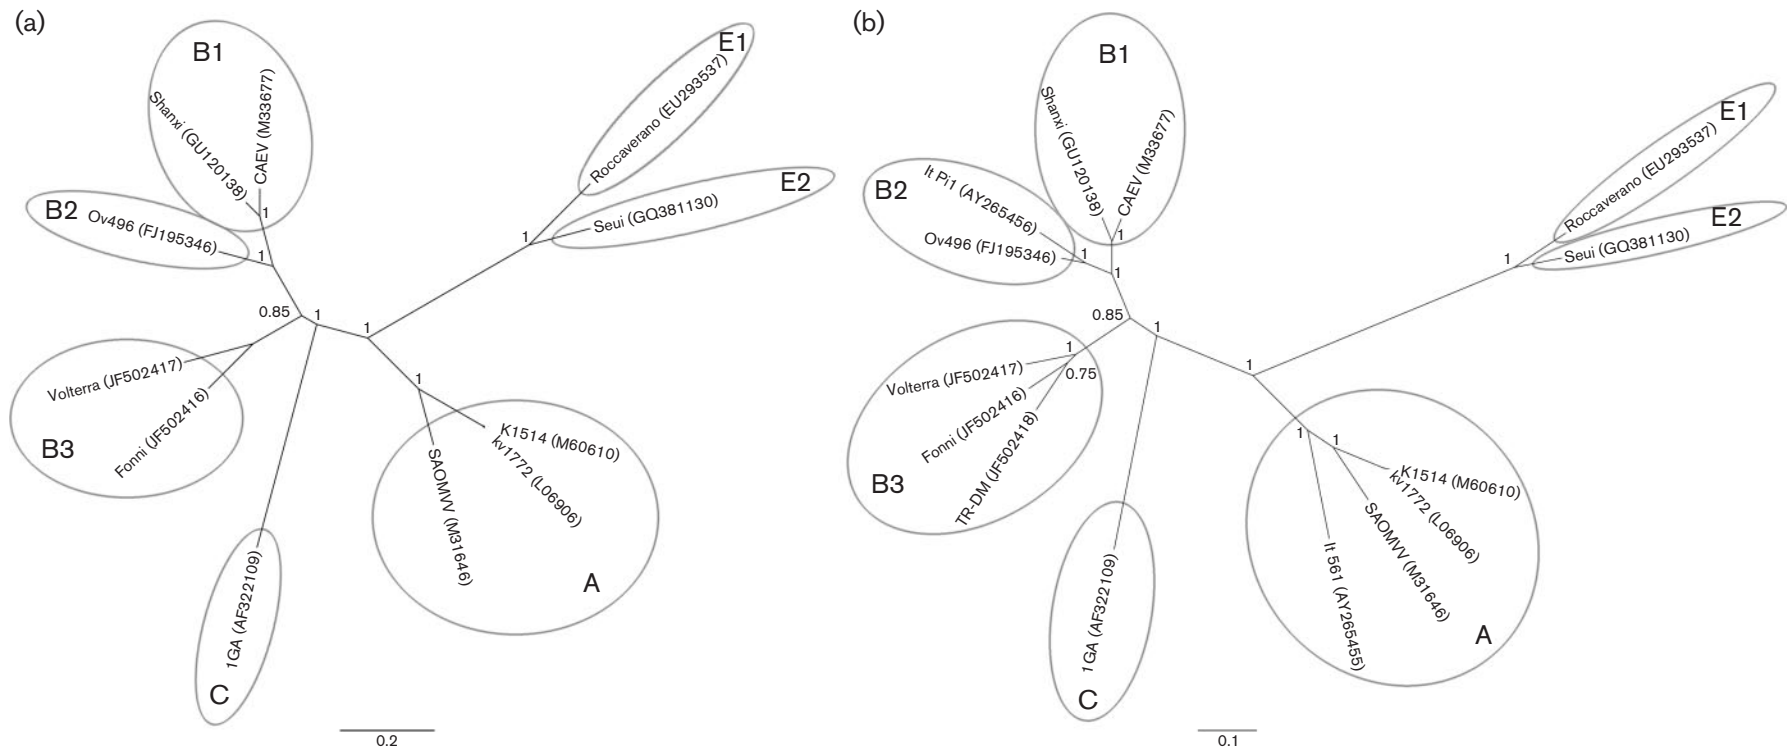 (a)
B1
Shanxi (GU120138)
CAEV (M33677)
1
B2
Ov496 (FJ195346)
1
E1
Roccaverano (EU293537)
E2
Seui (GQ381130)
1
0.85
1
1
Volterra (JF502417)
Fonni (JF502416)
B3
1
K1514 (M60610)
kv1772 (L06906)
SAOMVV (M31646)
A
1GA (AF322109)
C
0.2
(b)
B1
Shanxi (GU120138)
CAEV (M33677)
1
B2
It Pi1 (AY265456)
Ov496 (FJ195346)
1
1
E1
Roccaverano (EU293537)
E2
Seui (GQ381130)
1
0.85
1
1
1
0.75
Volterra (JF502417)
Fonni (JF502416)
TR-DM (JF502418)
B3
1
1
K1514 (M60610)
kv1772 (L06906)
SAOMVV (M31646)
It 561 (AY265455)
A
1GA (AF322109)
C
0.1